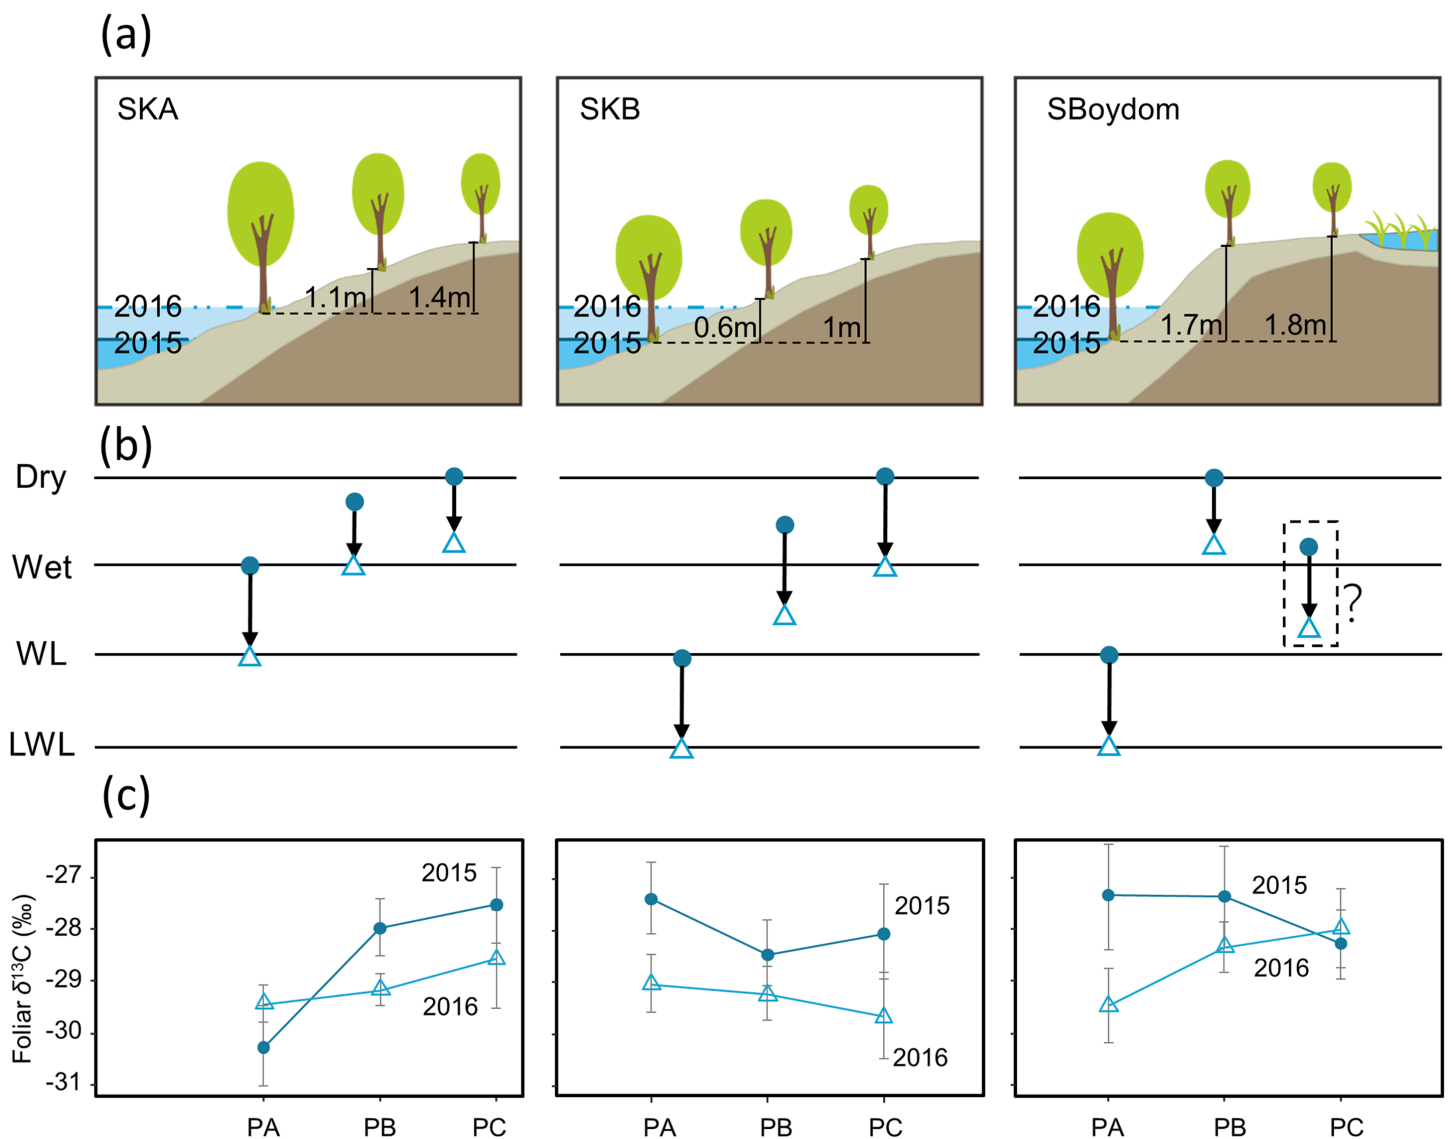 (a)
SKA
2016
2015
1.1m
1.4m
SKB
2016
2015
0.6m
1m
SBoydom
2016
2015
1.7m
1.8m
(b)
Dry
Wet
WL
LWL
?
(c)
Foliar δ¹³C (‰)
-27
-28
-29
-30
-31
2015
2016
2015
2016
2015
2016
PA PB PC
PA PB PC
PA PB PC